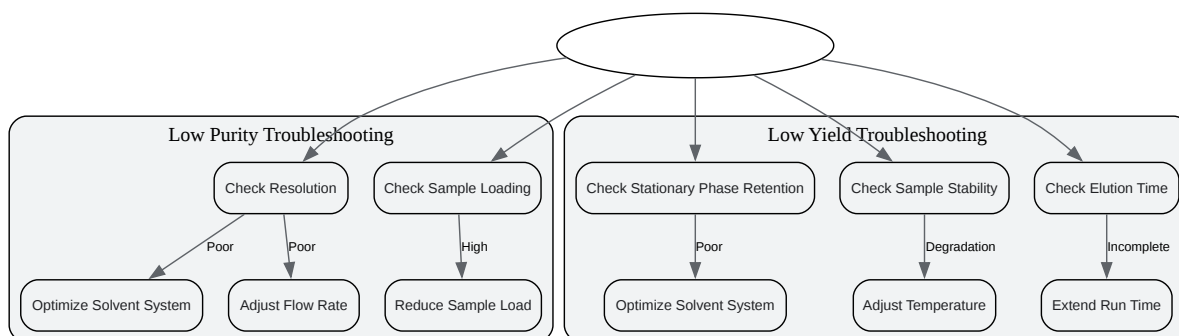 Low Purity Troubleshooting
Low Yield Troubleshooting
Check Resolution
Check Sample Loading
Check Stationary Phase Retention
Check Sample Stability
Check Elution Time
Poor
Poor
High
Poor
Degradation
Incomplete
Optimize Solvent System
Adjust Flow Rate
Reduce Sample Load
Optimize Solvent System
Adjust Temperature
Extend Run Time